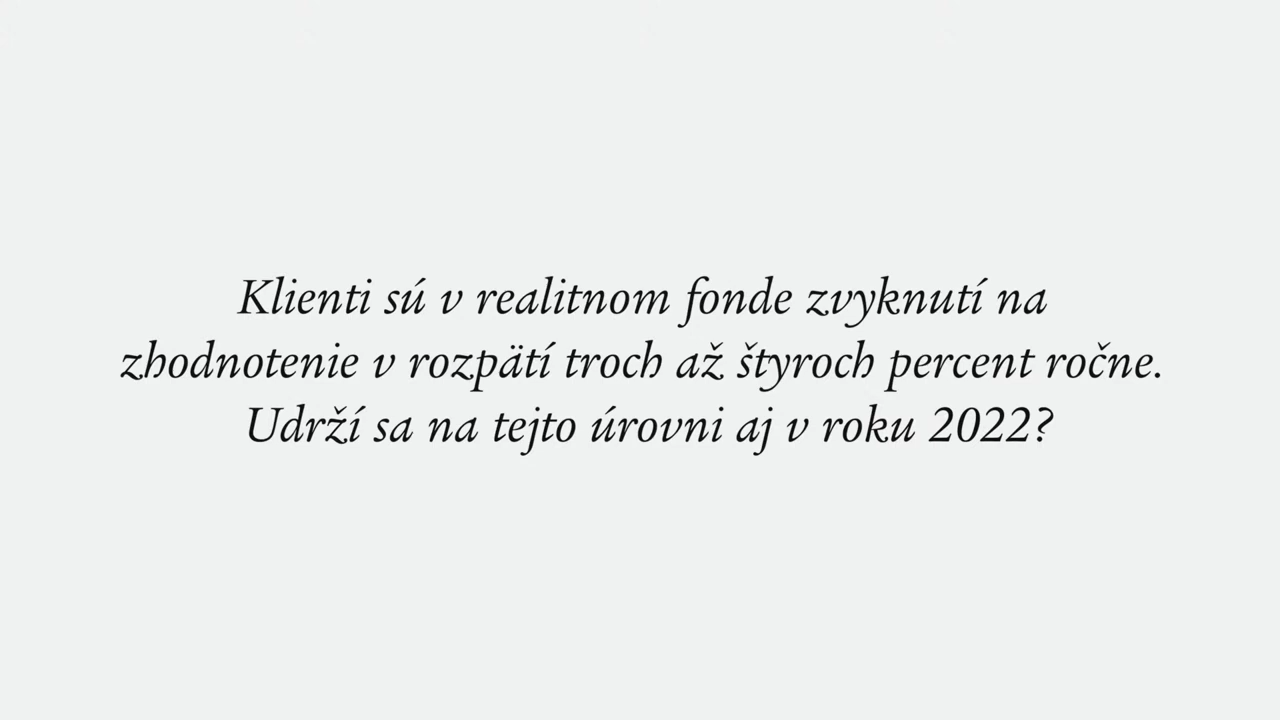 Klienti sú v realitnom fonde zvyknutí na
zhodnotenie v rozpätí troch až štyroch percent ročne.
Udrží sa na tejto úrovni aj v roku 2022?